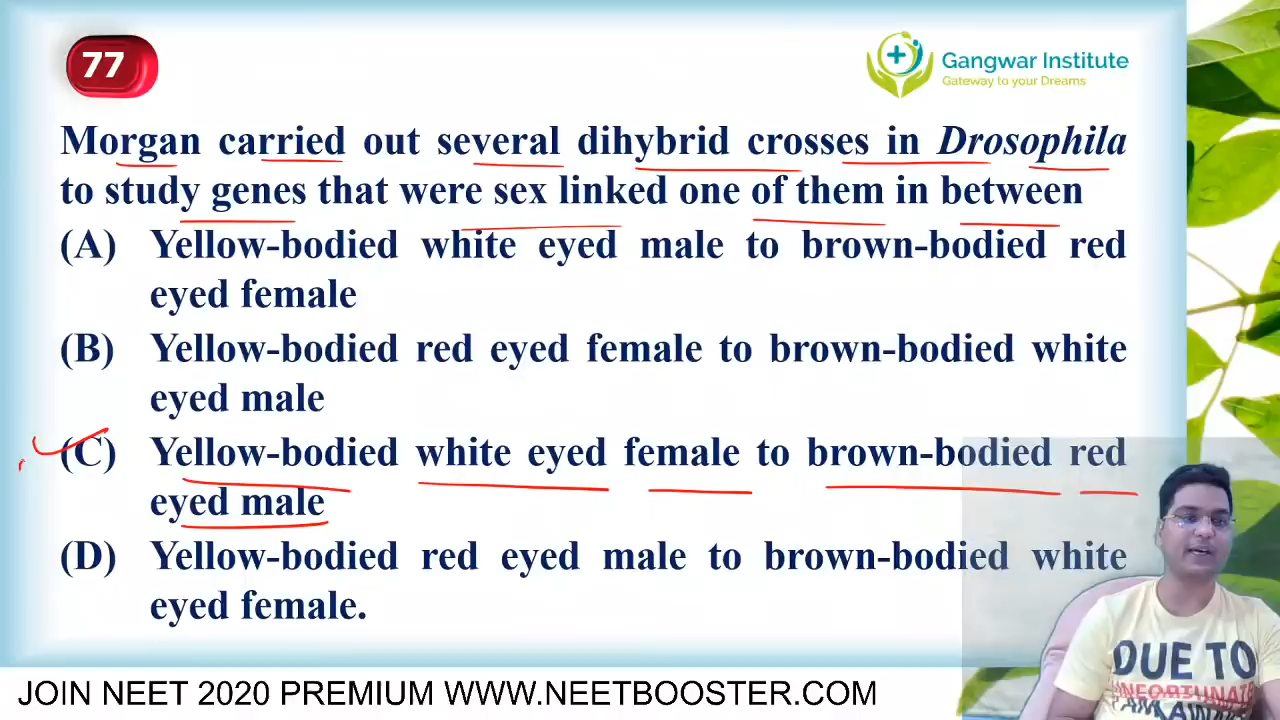 77
Gangwar Institute
Gateway to your Dreams
Morgan carried out several dihybrid crosses in Drosophila
to study genes that were sex linked one of them in between
(A) Yellow-bodied white eyed male to brown-bodied red
eyed female
(B) Yellow-bodied red eyed female to brown-bodied white
eyed male
(C) Yellow-bodied white eyed female to brown-bodied red
eyed male
(D) Yellow-bodied red eyed male to brown-bodied white
eyed female.
DUE TO
UNFORTUNATE
JOIN NEET 2020 PREMIUM WWW.NEETBOOSTER.COM